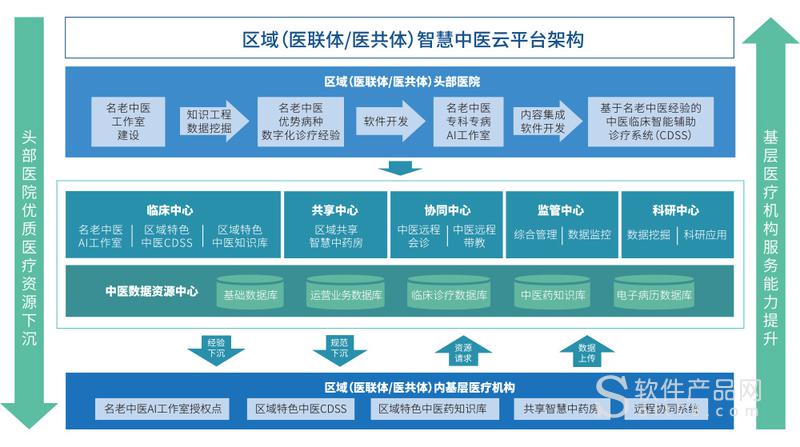 区域(医联体/医共体)智慧中医云平台架构
区域(医联体/医共体)头部医院
名老中医
工作室
建设
知识工程
数据挖掘
名老中医
优势病种
数字化诊疗经验
软件开发
名老中医
专科专病
AI工作室
内容集成
软件开发
基于名老中医经验的
中医临床智能辅助
诊疗系统(CDSS)
头部医院优质医疗资源下沉
基层医疗机构服务能力提升
临床中心
名老中医
AI工作室
区域特色
中医CDSS
区域特色
中医知识库
共享中心
区域共享
智慧中药房
协同中心
中医远程
会诊
中医远程
带教
监管中心
综合管理
数据监控
科研中心
数据挖掘
科研应用
中医数据资源中心
基础数据库
运营业务数据库
临床诊疗数据库
中医药知识库
电子病历数据库
经验
下沉
规范
下沉
资源
请求
数据
上传
区域(医联体/医共体)内基层医疗机构
名老中医AI工作室授权点
区域特色中医CDSS
区域特色中医药知识库
共享智慧中药房
远程协同系统
软件产品网